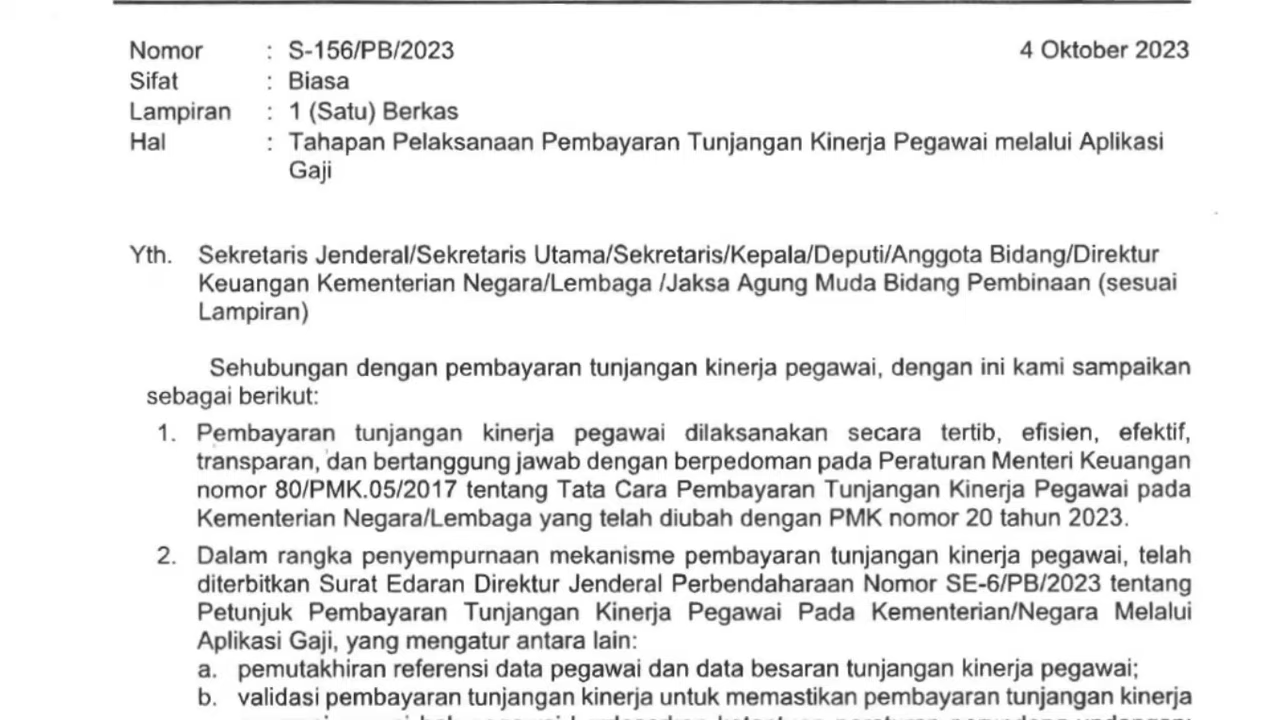 Nomor : S-156/PB/2023 4 Oktober 2023
Sifat : Biasa
Lampiran : 1 (Satu) Berkas
Hal : Tahapan Pelaksanaan Pembayaran Tunjangan Kinerja Pegawai melalui Aplikasi
Gaji
Yth. Sekretaris Jenderal/Sekretaris Utama/Sekretaris/Kepala/Deputi/Anggota Bidang/Direktur
Keuangan Kementerian Negara/Lembaga /Jaksa Agung Muda Bidang Pembinaan (sesuai
Lampiran)
Sehubungan dengan pembayaran tunjangan kinerja pegawai, dengan ini kami sampaikan
sebagai berikut:
1. Pembayaran tunjangan kinerja pegawai dilaksanakan secara tertib, efisien, efektif,
transparan, dan bertanggung jawab dengan berpedoman pada Peraturan Menteri Keuangan
nomor 80/PMK.05/2017 tentang Tata Cara Pembayaran Tunjangan Kinerja Pegawai pada
Kementerian Negara/Lembaga yang telah diubah dengan PMK nomor 20 tahun 2023.
2. Dalam rangka penyempurnaan mekanisme pembayaran tunjangan kinerja pegawai, telah
diterbitkan Surat Edaran Direktur Jenderal Perbendaharaan Nomor SE-6/PB/2023 tentang
Petunjuk Pembayaran Tunjangan Kinerja Pegawai Pada Kementerian/Negara Melalui
Aplikasi Gaji, yang mengatur antara lain:
a. pemutakhiran referensi data pegawai dan data besaran tunjangan kinerja pegawai;
b. validasi pembayaran tunjangan kinerja untuk memastikan pembayaran tunjangan kinerja